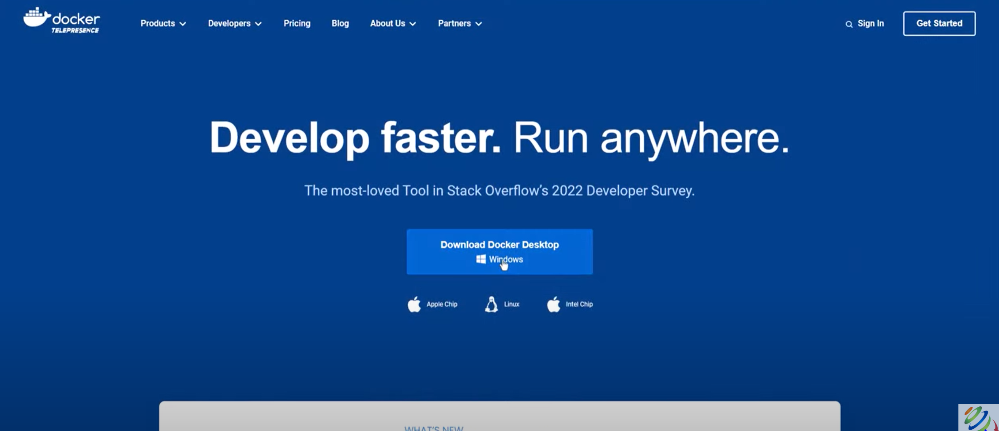 docker
TELEPRESENCE
Products
Developers
Pricing
Blog
About Us
Partners
Sign In
Get Started
Develop faster. Run anywhere.
The most-loved Tool in Stack Overflow's 2022 Developer Survey.
Download Docker Desktop
Windows
Apple Chip
Linux
Intel Chip
WHAT'S NEW